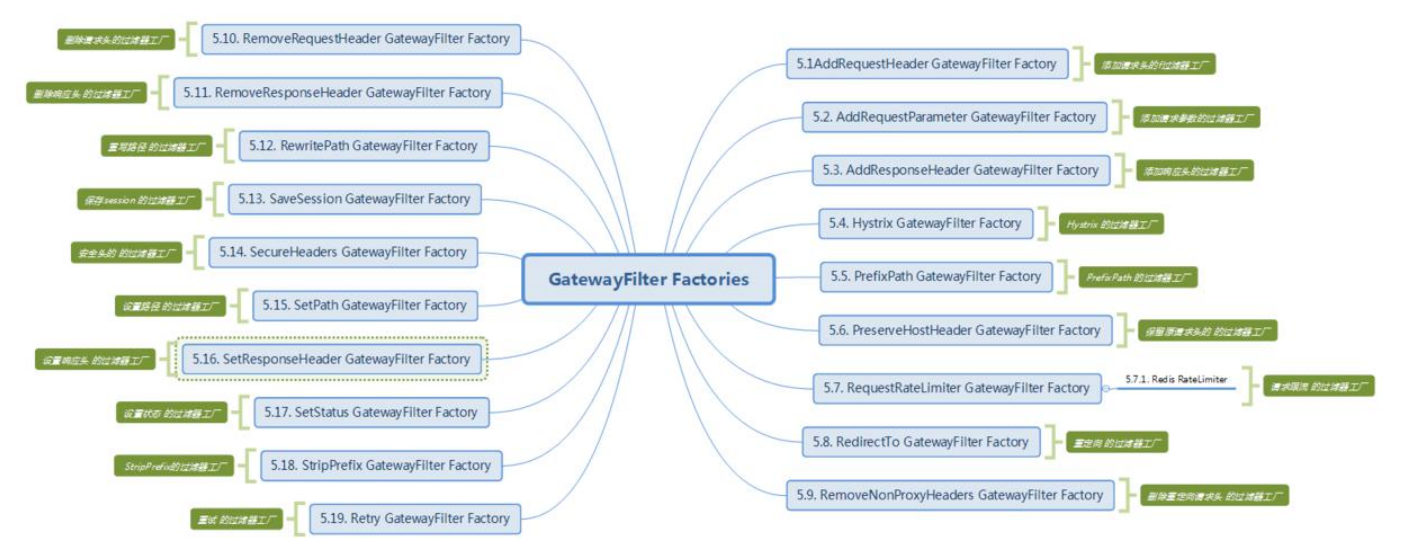 GatewayFilter Factories
5.1AddRequestHeader GatewayFilter Factory
添加请求头的f过滤器工厂
5.2. AddRequestParameter GatewayFilter Factory
添加请求参数的过滤器工厂
5.3. AddResponseHeader GatewayFilter Factory
添加响应头的过滤器工厂
5.4. Hystrix GatewayFilter Factory
Hystrix 的过滤器工厂
5.5. PrefixPath GatewayFilter Factory
PrefixPath 的过滤器工厂
5.6. PreserveHostHeader GatewayFilter Factory
保留原请求头的 的过滤器工厂
5.7. RequestRateLimiter GatewayFilter Factory
5.7.1. Redis RateLimiter
请求限流 的过滤器工厂
5.8. RedirectTo GatewayFilter Factory
重定向 的过滤器工厂
5.9. RemoveNonProxyHeaders GatewayFilter Factory
删除重定向请求头 的过滤器工厂
5.10. RemoveRequestHeader GatewayFilter Factory
删除请求头的过滤器工厂
5.11. RemoveResponseHeader GatewayFilter Factory
删除响应头 的过滤器工厂
5.12. RewritePath GatewayFilter Factory
重写路径 的过滤器工厂
5.13. SaveSession GatewayFilter Factory
保存session 的过滤器工厂
5.14. SecureHeaders GatewayFilter Factory
安全头的 的过滤器工厂
5.15. SetPath GatewayFilter Factory
设置路径 的过滤器工厂
5.16. SetResponseHeader GatewayFilter Factory
设置响应头 的过滤器工厂
5.17. SetStatus GatewayFilter Factory
设置状态 的过滤器工厂
5.18. StripPrefix GatewayFilter Factory
StripPrefix的过滤器工厂
5.19. Retry GatewayFilter Factory
重试 的过滤器工厂